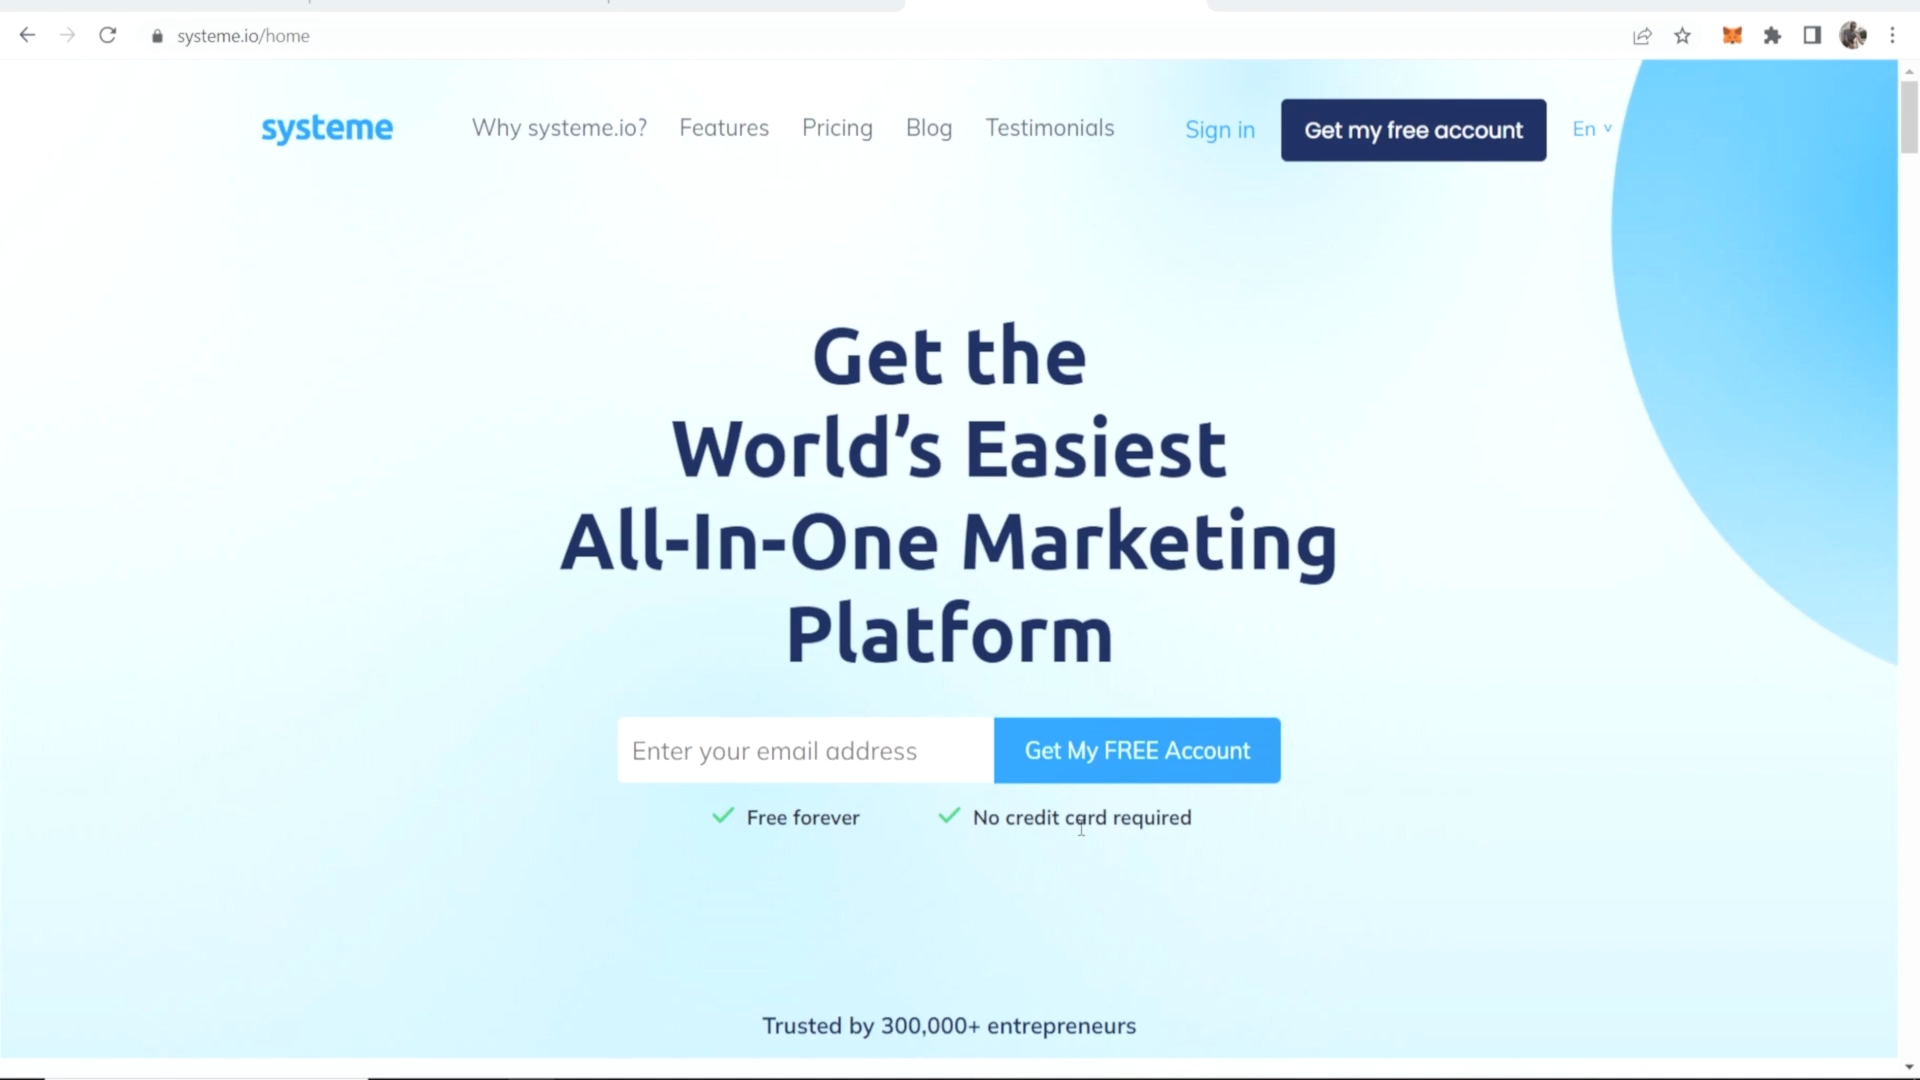 systeme.io/home
systeme Why systeme.io? Features Pricing Blog Testimonials Sign in Get my free account En
Get the
World's Easiest
All-In-One Marketing
Platform
Enter your email address Get My FREE Account
Free forever No credit card required
Trusted by 300,000+ entrepreneurs